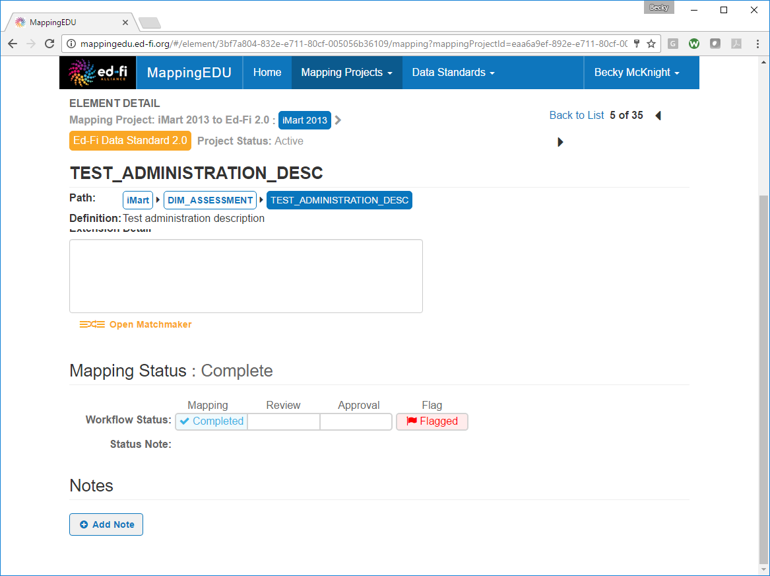 Becky
MappingEDU
mappingedu.ed-fi.org/#/element/3bf7a804-832e-e711-80cf-005056b36109/mapping?mappingProjectId=eaa6a9ef-892e-e711-80cf-00
ed-fi ALLIANCE MappingEDU Home Mapping Projects Data Standards Becky McKnight
ELEMENT DETAIL
Mapping Project: iMart 2013 to Ed-Fi 2.0 : iMart 2013
Back to List 5 of 35
Ed-Fi Data Standard 2.0 Project Status: Active
TEST_ADMINISTRATION_DESC
Path: iMart DIM_ASSESSMENT TEST_ADMINISTRATION_DESC
Definition: Test administration description
Extension Detail
Open Matchmaker
Mapping Status : Complete
Mapping Review Approval Flag
Workflow Status: Completed Flagged
Status Note:
Notes
Add Note